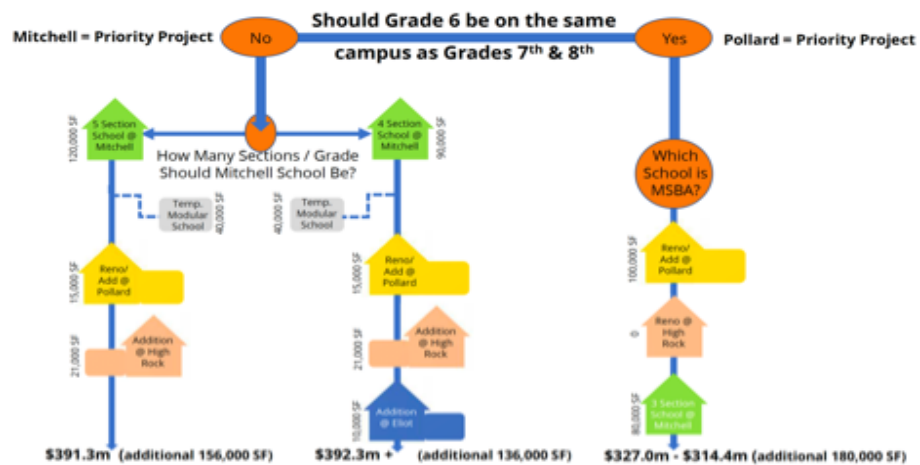 Should Grade 6 be on the same
campus as Grades 7th & 8th
Mitchell = Priority Project
No
Yes
Pollard = Priority Project
120,000 SF
5 Section
School @
Mitchell
4 Section
School @
Mitchell
90,000 SF
How Many Sections / Grade
Should Mitchell School Be?
Which
School is
MSBA?
Temp.
Modular
School
40,000 SF
40,000 SF
Temp.
Modular
School
15,000 SF
Reno/
Add @
Pollard
15,000 SF
Reno/
Add @
Pollard
100,000 SF
Reno/
Add @
Pollard
21,000 SF
Addition
@ High
Rock
21,000 SF
Addition
@ High
Rock
0
Reno @
High
Rock
10,000 SF
Addition
@ Eliot
80,000 SF
3 Section
School @
Mitchell
$391.3m (additional 156,000 SF)
$392.3m + (additional 136,000 SF)
$327.0m - $314.4m (additional 180,000 SF)